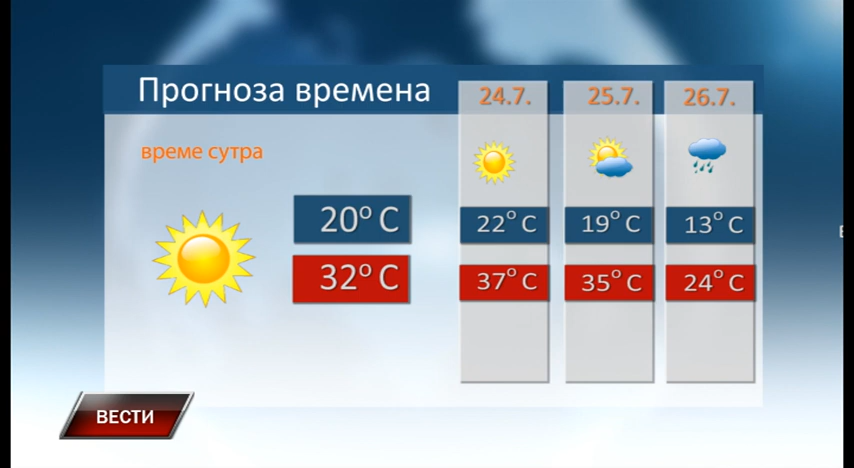 Прогноза времена
време сутра
20° C
32° C
24.7.
22° C
37° C
25.7.
19° C
35° C
26.7.
13° C
24° C
ВЕСТИ